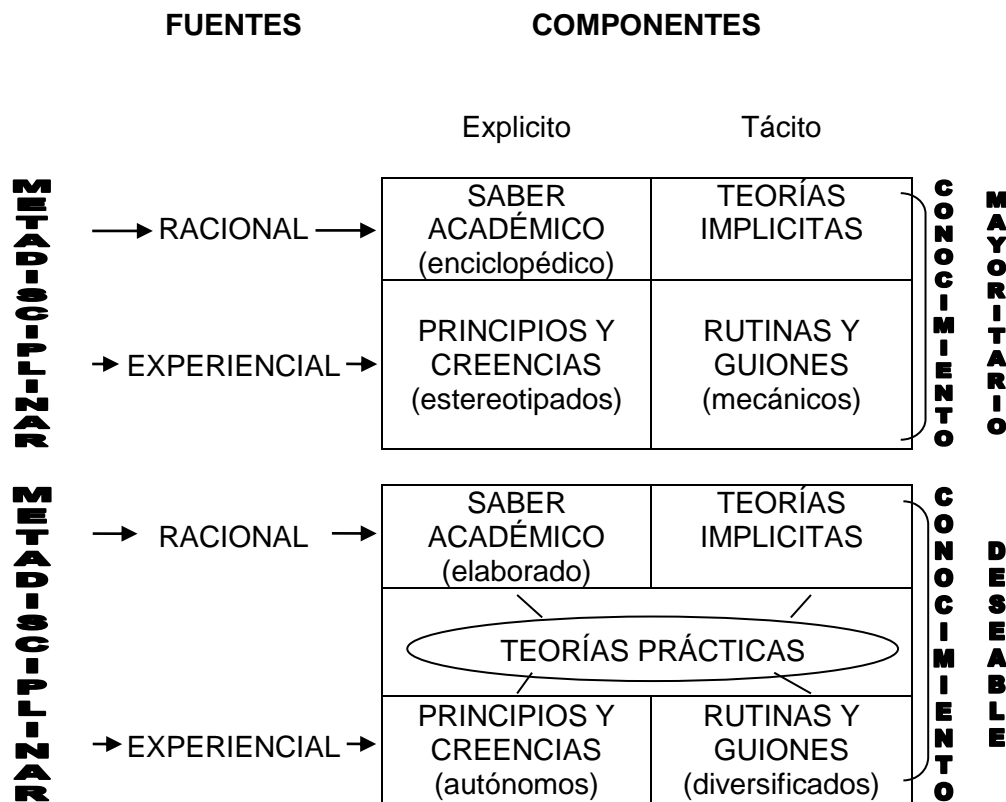 FUENTES COMPONENTES
Explicito Tácito
METADISCIPLINAR
RACIONAL
SABER
ACADÉMICO
(enciclopédico)
TEORÍAS
IMPLICITAS
EXPERIENCIAL
PRINCIPIOS Y
CREENCIAS
(estereotipados)
RUTINAS Y
GUIONES
(mecánicos)
CONOCIMIENTO
MAYORITARIO
METADISCIPLINAR
RACIONAL
SABER
ACADÉMICO
(elaborado)
TEORÍAS
IMPLICITAS
TEORÍAS PRÁCTICAS
EXPERIENCIAL
PRINCIPIOS Y
CREENCIAS
(autónomos)
RUTINAS Y
GUIONES
(diversificados)
CONOCIMIENTO
DESEABLE